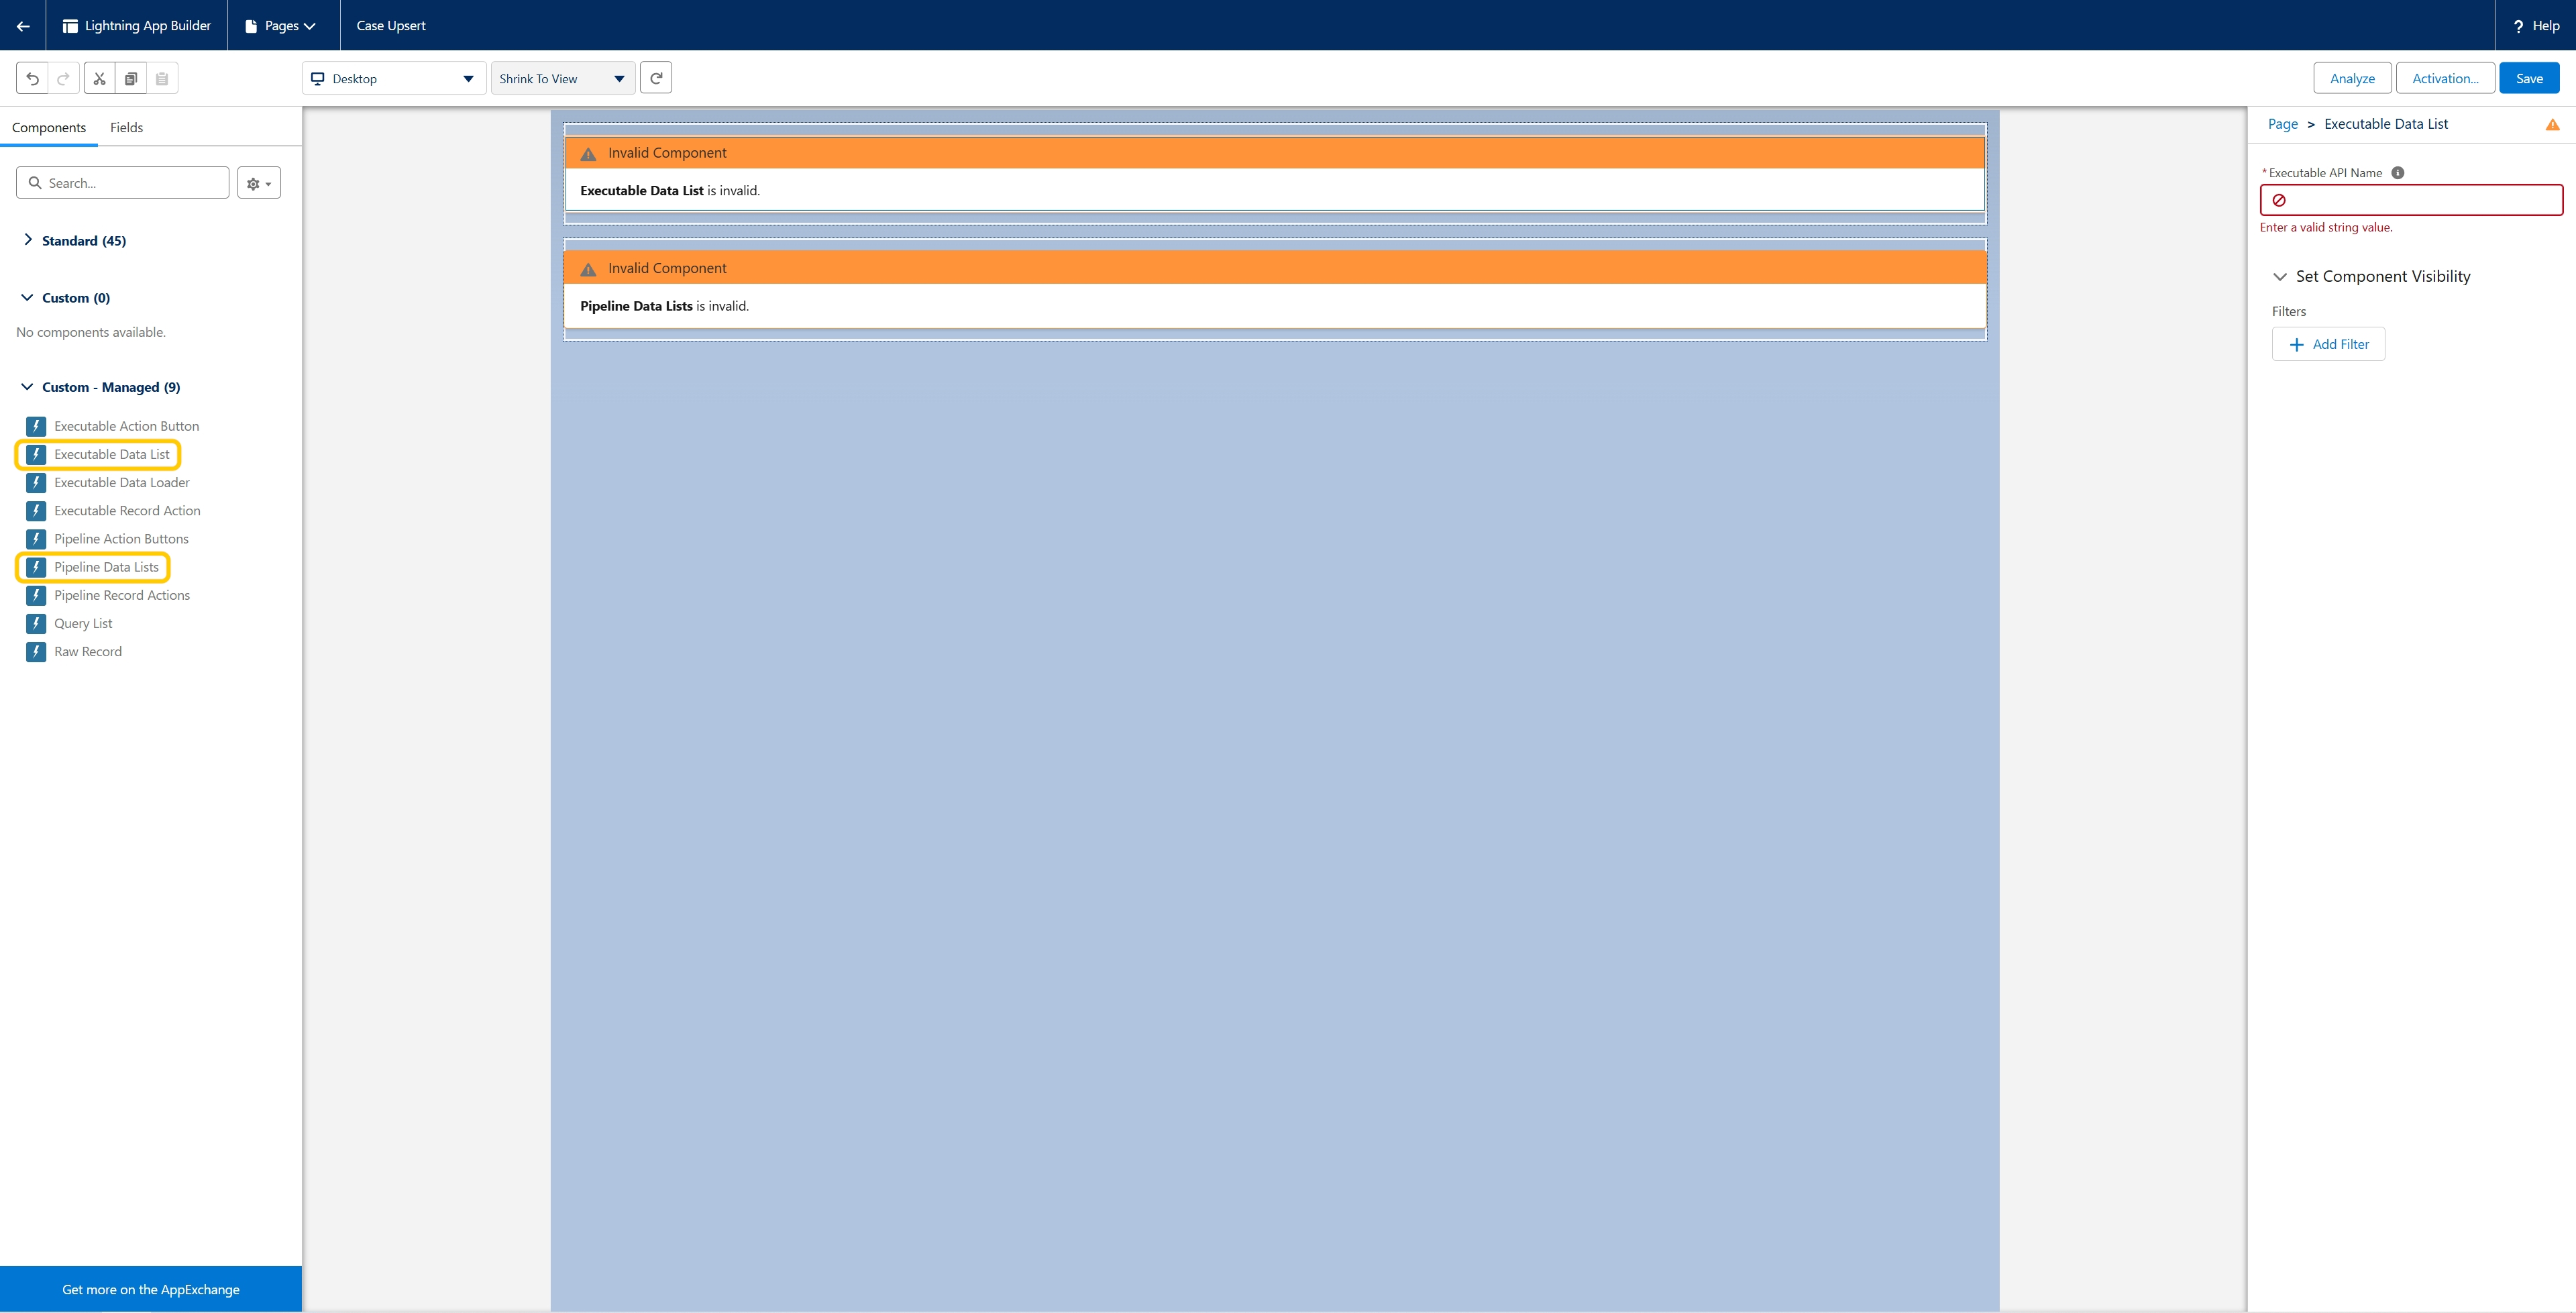 Lightning App Builder
Pages
Case Upsert
? Help
Desktop
Shrink To View
Analyze
Activation...
Save
Components
Fields
Search...
Standard (45)
Custom (0)
No components available.
Custom - Managed (9)
Executable Action Button
Executable Data List
Executable Data Loader
Executable Record Action
Pipeline Action Buttons
Pipeline Data Lists
Pipeline Record Actions
Query List
Raw Record
Get more on the AppExchange
Invalid Component
Executable Data List is invalid.
Invalid Component
Pipeline Data Lists is invalid.
Page > Executable Data List
*Executable API Name
Enter a valid string value.
Set Component Visibility
Filters
Add Filter